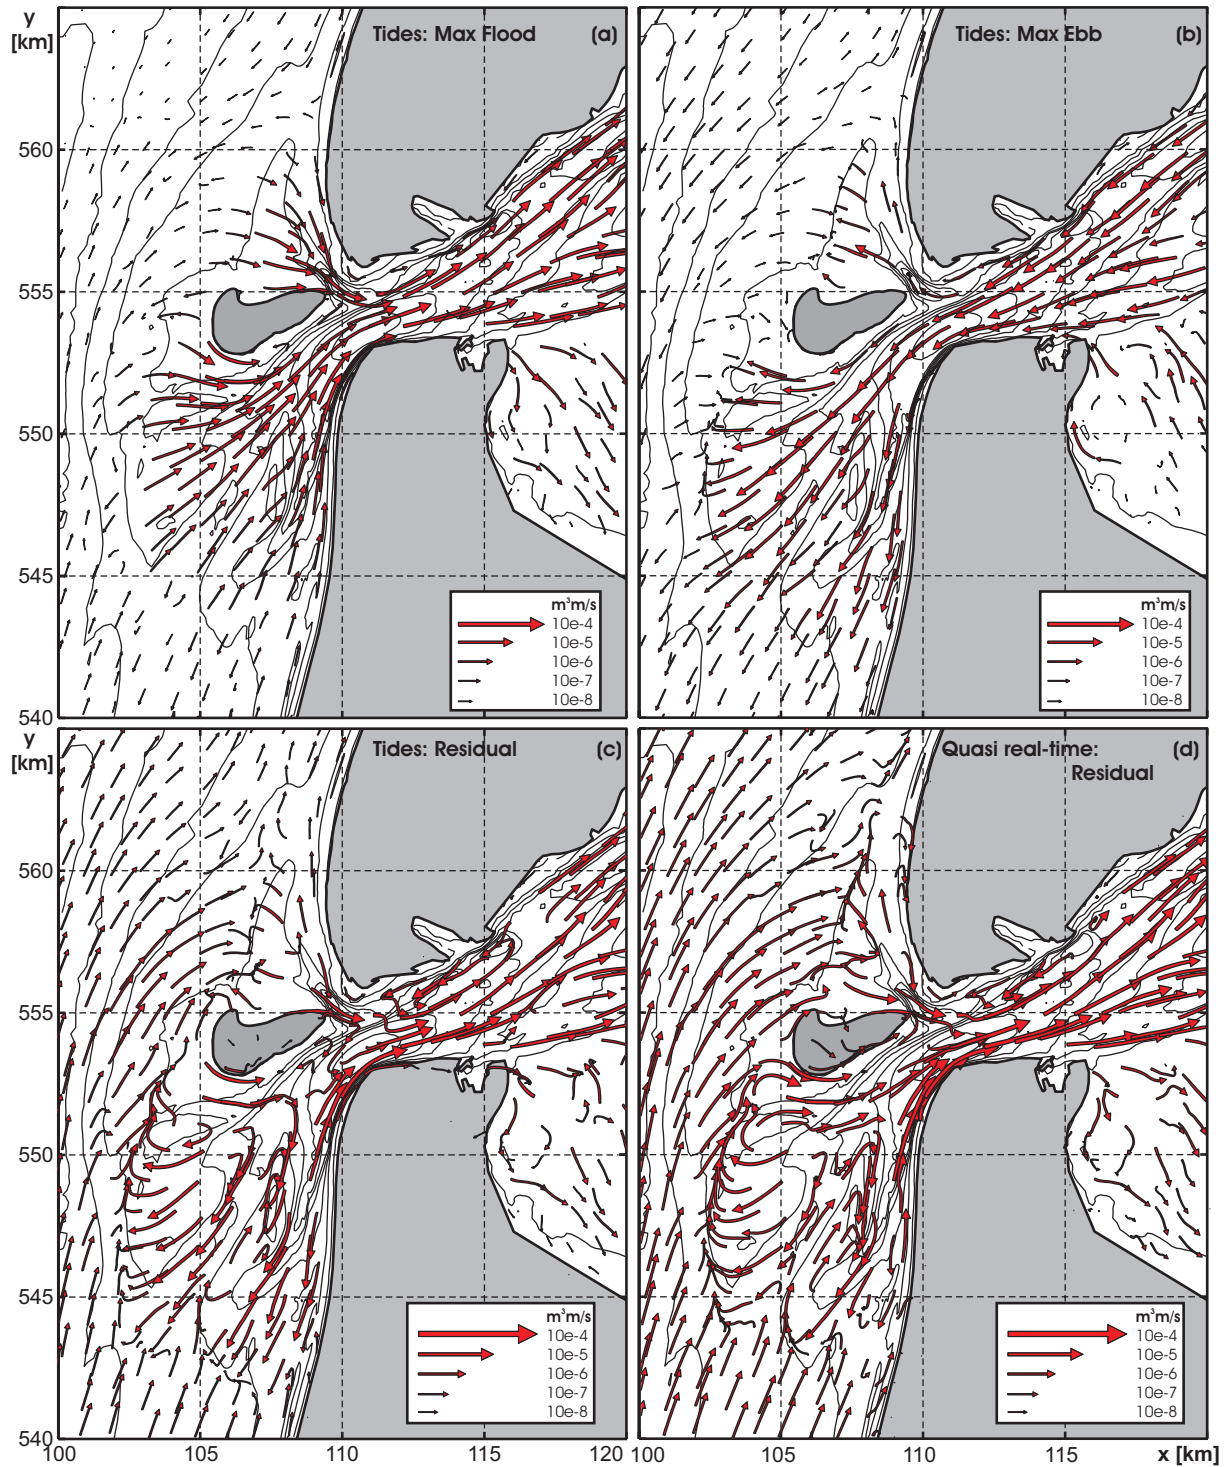 y
[km]
Tides: Max Flood
(a)
Tides: Max Ebb
(b)
560
555
550
545
540
m³m/s
10e-4
10e-5
10e-6
10e-7
10e-8
m³m/s
10e-4
10e-5
10e-6
10e-7
10e-8
y
[km]
Tides: Residual
(c)
Quasi real-time:
Residual
(d)
560
555
550
545
540
m³m/s
10e-4
10e-5
10e-6
10e-7
10e-8
m³m/s
10e-4
10e-5
10e-6
10e-7
10e-8
100
105
110
115
120
100
105
110
115
x [km]